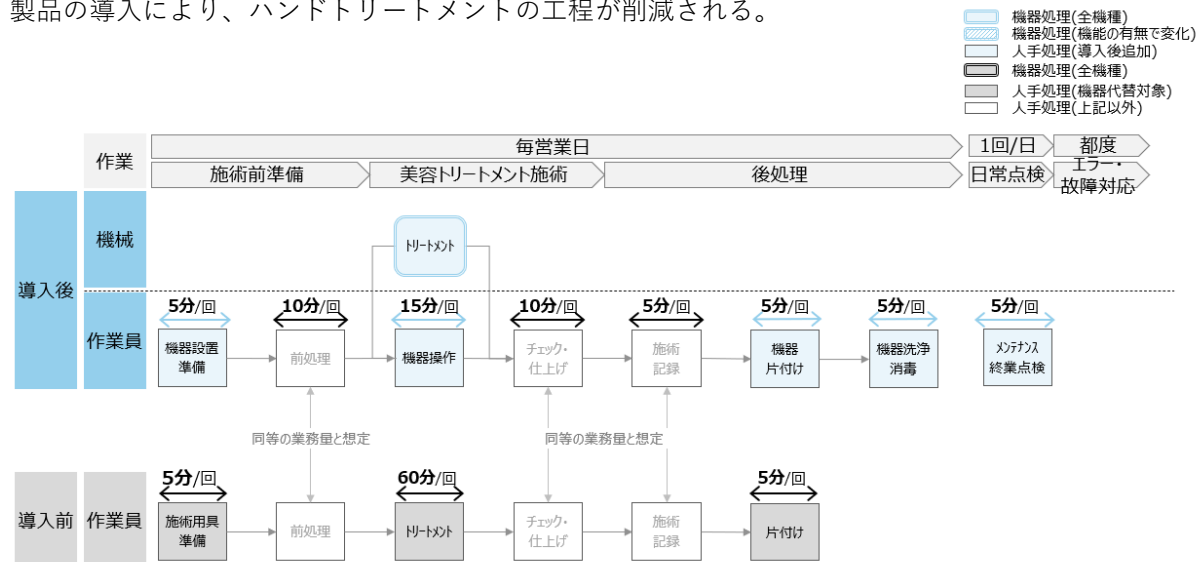 製品の導入により、ハンドトリートメントの工程が削減される。
機器処理(全機種)
機器処理(機能の有無で変化)
人手処理(導入後追加)
機器処理(全機種)
人手処理(機器代替対象)
人手処理(上記以外)
作業
毎営業日
1回/日
都度
施術前準備
美容トリートメント施術
後処理
日常点検
エラー・
故障対応
導入後
機械
トリートメント
作業員
5分/回
10分/回
15分/回
10分/回
5分/回
5分/回
5分/回
5分/回
機器設置
準備
前処理
機器操作
チェック・
仕上げ
施術
記録
機器
片付け
機器洗浄
消毒
メンテナンス
終業点検
同等の業務量と想定
同等の業務量と想定
導入前
作業員
5分/回
60分/回
5分/回
施術用具
準備
前処理
トリートメント
チェック・
仕上げ
施術
記録
片付け